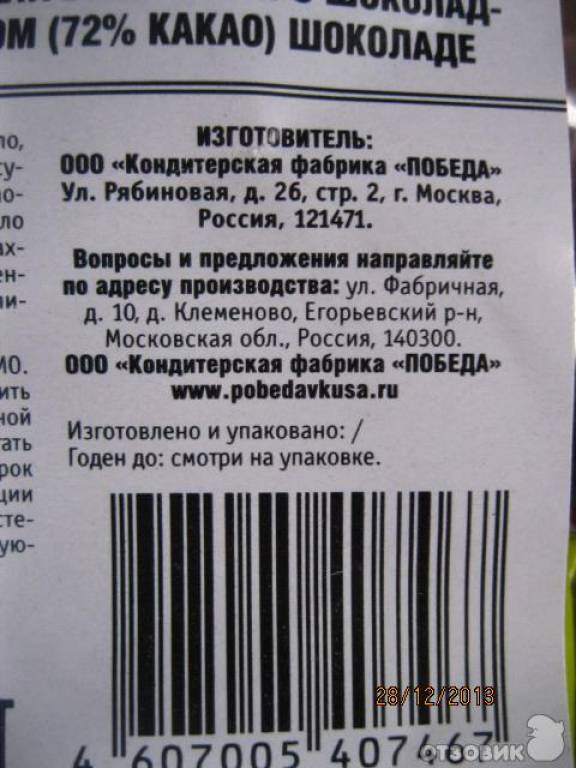 ШОКОЛАД-
ОМ (72% КАКАО) ШОКОЛАДЕ
ИЗГОТОВИТЕЛЬ:
ООО «Кондитерская фабрика «ПОБЕДА»
Ул. Рябиновая, д. 26, стр. 2, г. Москва,
Россия, 121471.
Вопросы и предложения направляйте
по адресу производства: ул. Фабричная,
д. 10, д. Клеменово, Егорьевский р-н,
Московская обл., Россия, 140300.
ООО «Кондитерская фабрика «ПОБЕДА»
www.pobedavkusa.ru
Изготовлено и упаковано: /
Годен до: смотри на упаковке.
28/12/2013
4 607005 407467
отзовик